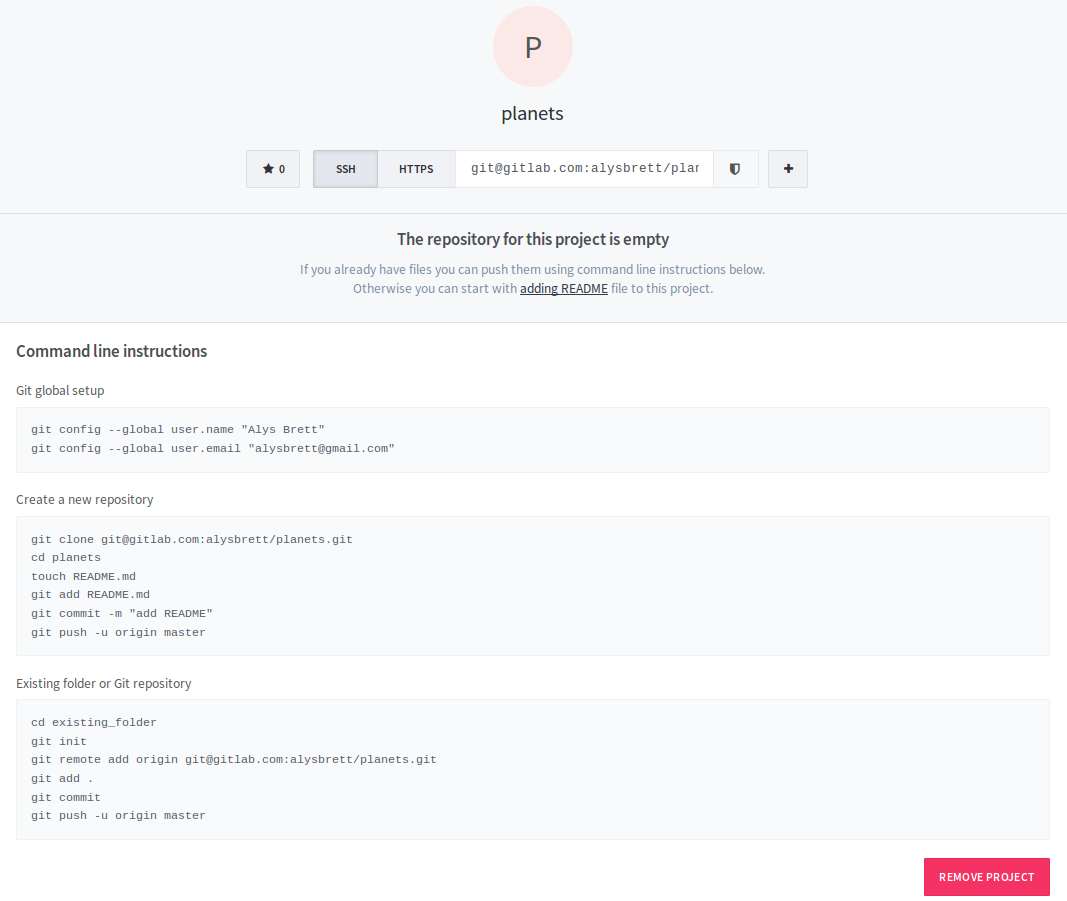 P
planets
0 SSH HTTPS git@gitlab.com:alysbrett/plan +
The repository for this project is empty
If you already have files you can push them using command line instructions below.
Otherwise you can start with adding README file to this project.
Command line instructions
Git global setup
git config --global user.name "Alys Brett"
git config --global user.email "alysbrett@gmail.com"
Create a new repository
git clone git@gitlab.com:alysbrett/planets.git
cd planets
touch README.md
git add README.md
git commit -m "add README"
git push -u origin master
Existing folder or Git repository
cd existing_folder
git init
git remote add origin git@gitlab.com:alysbrett/planets.git
git add .
git commit
git push -u origin master
REMOVE PROJECT